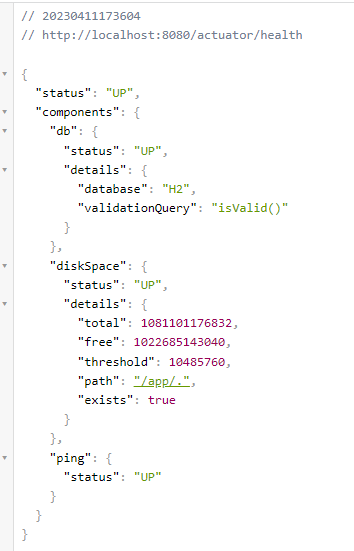 // 20230411173604
// http://localhost:8080/actuator/health
{
  "status": "UP",
  "components": {
    "db": {
      "status": "UP",
      "details": {
        "database": "H2",
        "validationQuery": "isValid()"
      }
    },
    "diskSpace": {
      "status": "UP",
      "details": {
        "total": 1081101176832,
        "free": 1022685143040,
        "threshold": 10485760,
        "path": "/app/.",
        "exists": true
      }
    },
    "ping": {
      "status": "UP"
    }
  }
}